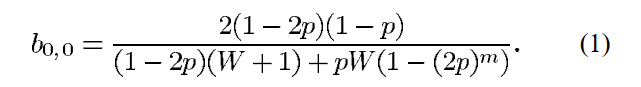 b_{0,0} = \frac{2(1 − 2p)(1 − p)}{(1 − 2p)(W + 1) + pW(1 − (2p)^m)}. (1)